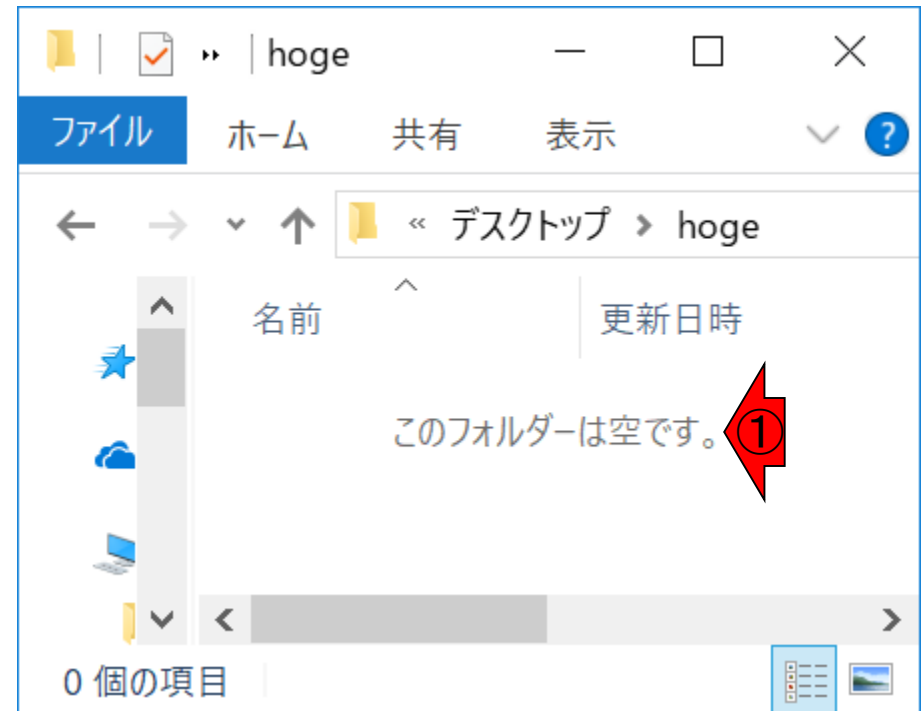 hoge
ファイル ホーム 共有 表示 ?
« デスクトップ > hoge
名前 更新日時
このフォルダーは空です。 ①
0 個の項目